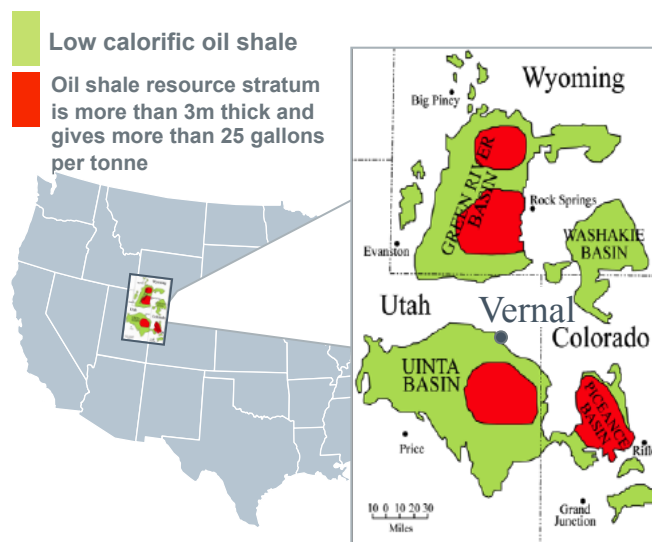 Low calorific oil shale
Oil shale resource stratum
is more than 3m thick and
gives more than 25 gallons
per tonne
Wyoming
Big Piney
GREEN RIVER
BASIN
Rock Springs
WASHAKIE
BASIN
Evanston
Utah
Vernal
Colorado
UINTA
BASIN
PICEANCE
BASIN
Price
Rifl
Grand
Junction
10 0 10 20 30
Miles